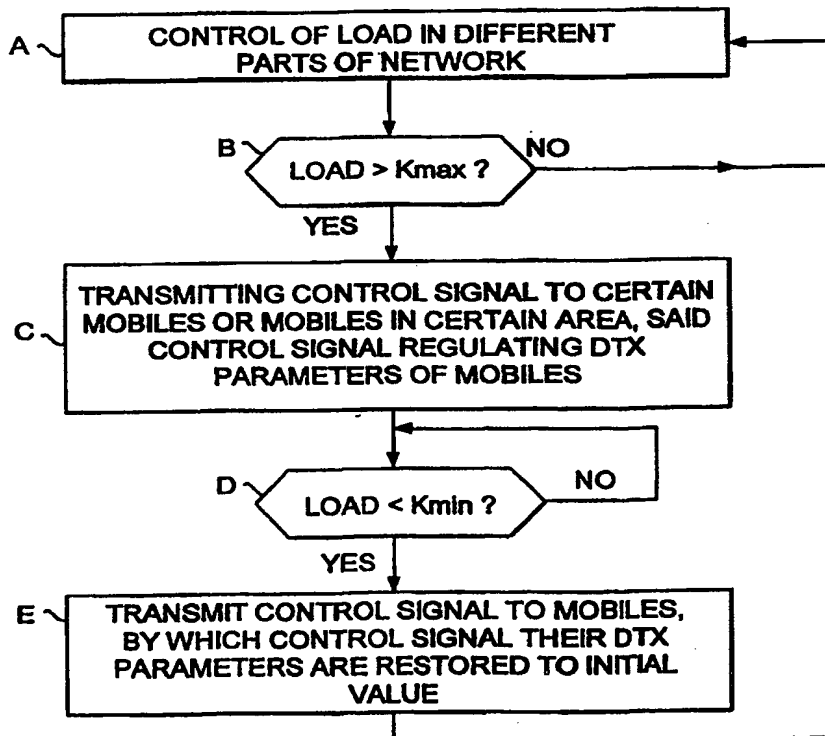 A
CONTROL OF LOAD IN DIFFERENT
PARTS OF NETWORK
B
LOAD > Kmax ?
NO
YES
C
TRANSMITTING CONTROL SIGNAL TO CERTAIN
MOBILES OR MOBILES IN CERTAIN AREA, SAID
CONTROL SIGNAL REGULATING DTX
PARAMETERS OF MOBILES
D
LOAD < Kmin ?
NO
YES
E
TRANSMIT CONTROL SIGNAL TO MOBILES,
BY WHICH CONTROL SIGNAL THEIR DTX
PARAMETERS ARE RESTORED TO INITIAL
VALUE